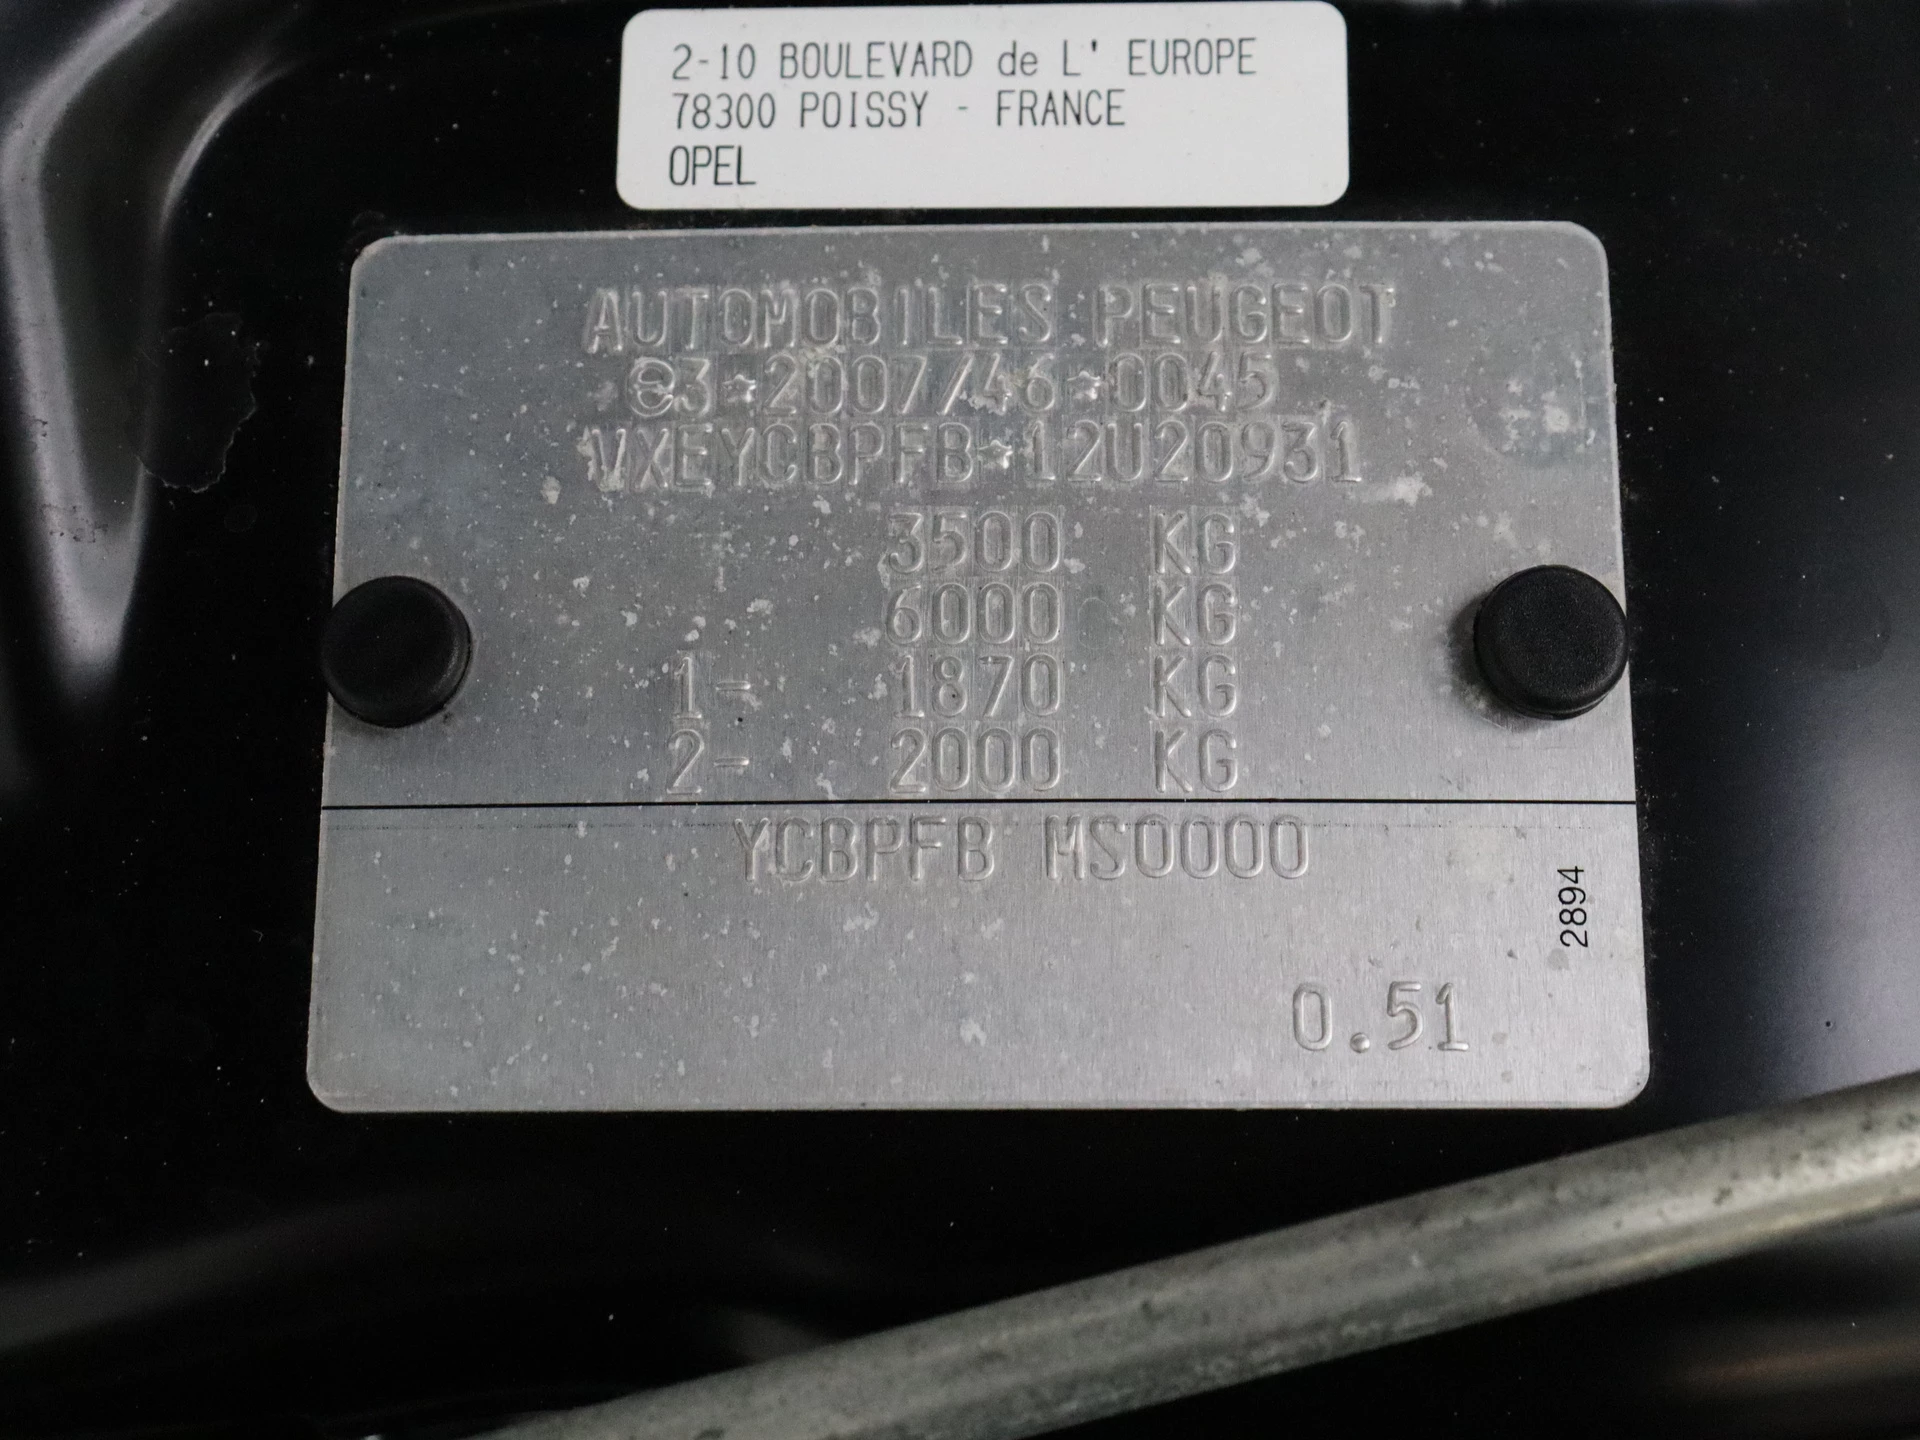 2-10 BOULEVARD de L' EUROPE
78300 POISSY - FRANCE
OPEL
AUTOMOBILES PEUGEOT
e3*2007/46*0045
VXEYCBPFB*12U20931
3500 KG
6000 KG
1- 1870 KG
2- 2000 KG
YCBPFB MS0000
2894
0.51